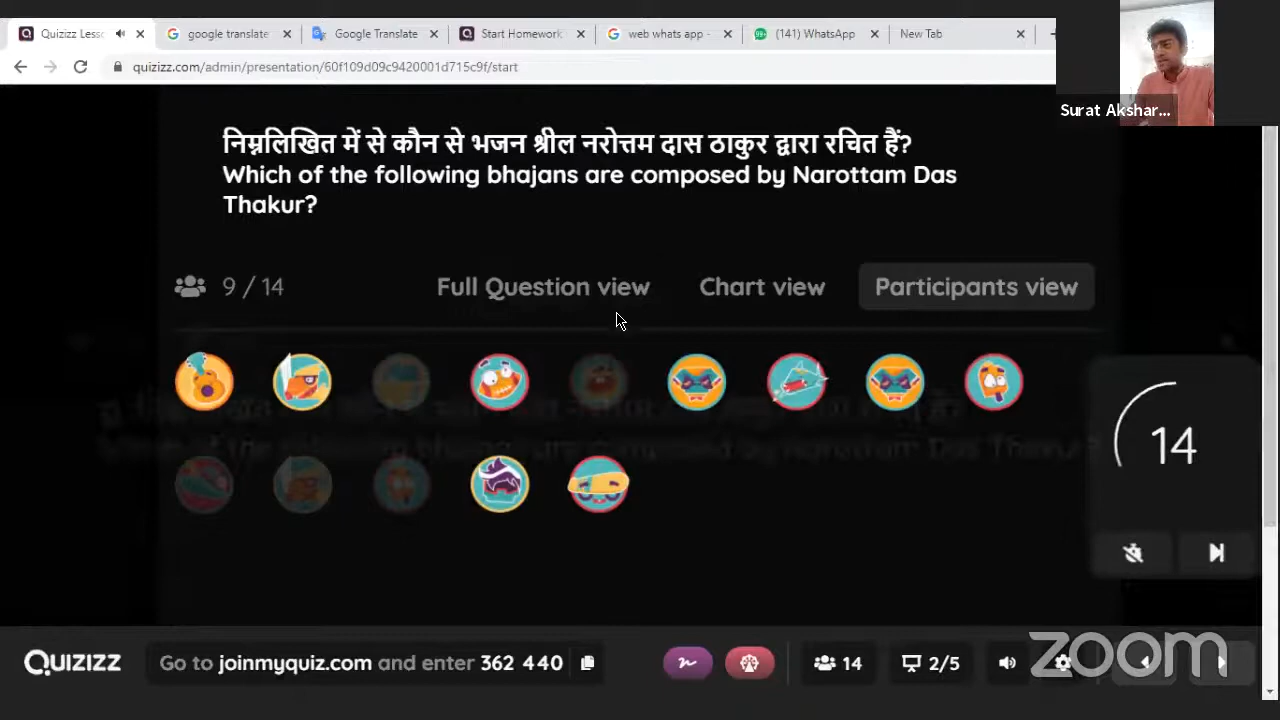 Quizizz Less
google translate
Google Translate
Start Homework
web whats app -
99+
(141) WhatsApp
New Tab
quizizz.com/admin/presentation/60f109d09c9420001d715c9f/start
Surat Akshar...
निम्नलिखित में से कौन से भजन श्रील नरोत्तम दास ठाकुर द्वारा रचित हैं?
Which of the following bhajans are composed by Narottam Das
Thakur?
9 / 14
Full Question view
Chart view
Participants view
14
QUIZIZZ
Go to joinmyquiz.com and enter 362 440
14
2/5
zoom